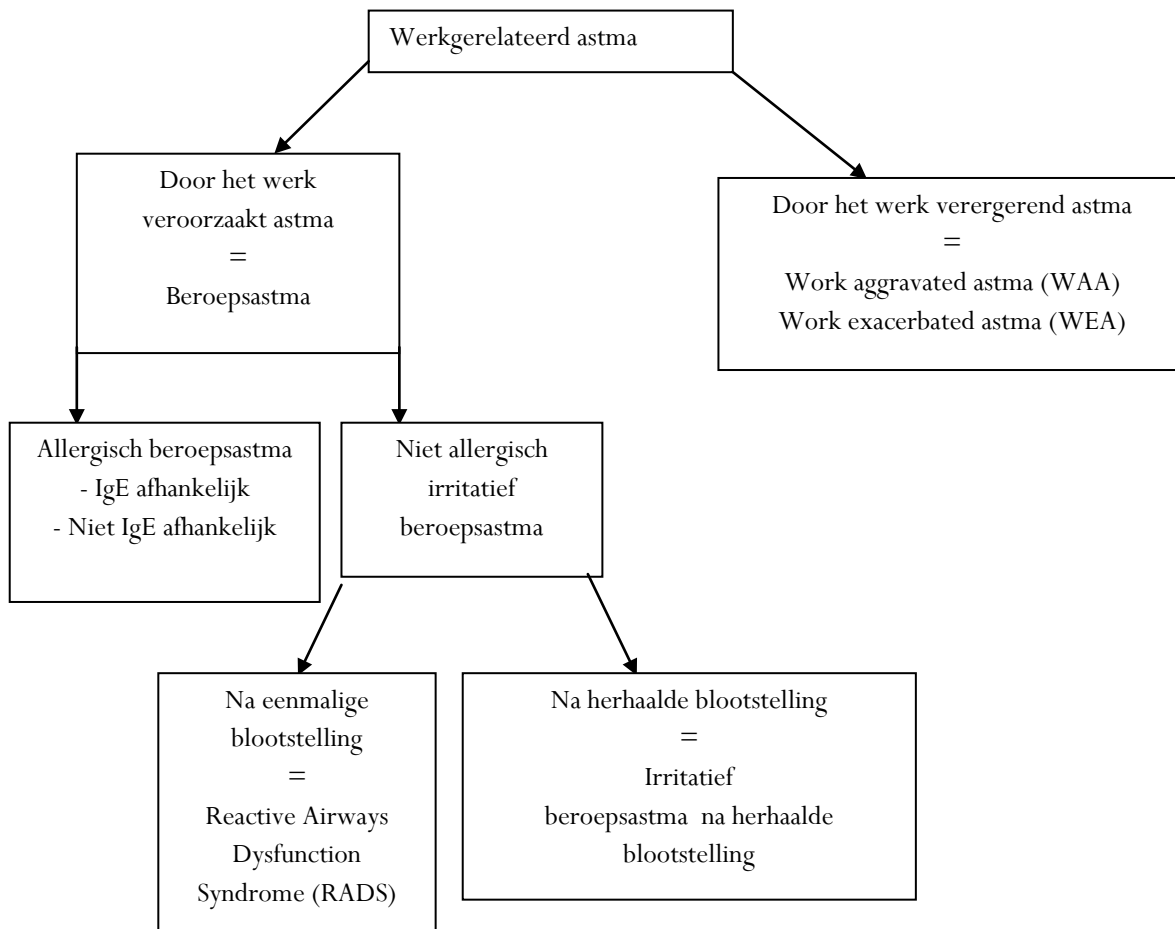 Werkgerelateerd astma
Door het werk
veroorzaakt astma
=
Beroepsastma
Door het werk verergerend astma
=
Work aggravated astma (WAA)
Work exacerbated astma (WEA)
Allergisch beroepsastma
- IgE afhankelijk
- Niet IgE afhankelijk
Niet allergisch
irritatief
beroepsastma
Na eenmalige
blootstelling
=
Reactive Airways
Dysfunction
Syndrome (RADS)
Na herhaalde blootstelling
=
Irritatief
beroepsastma na herhaalde
blootstelling